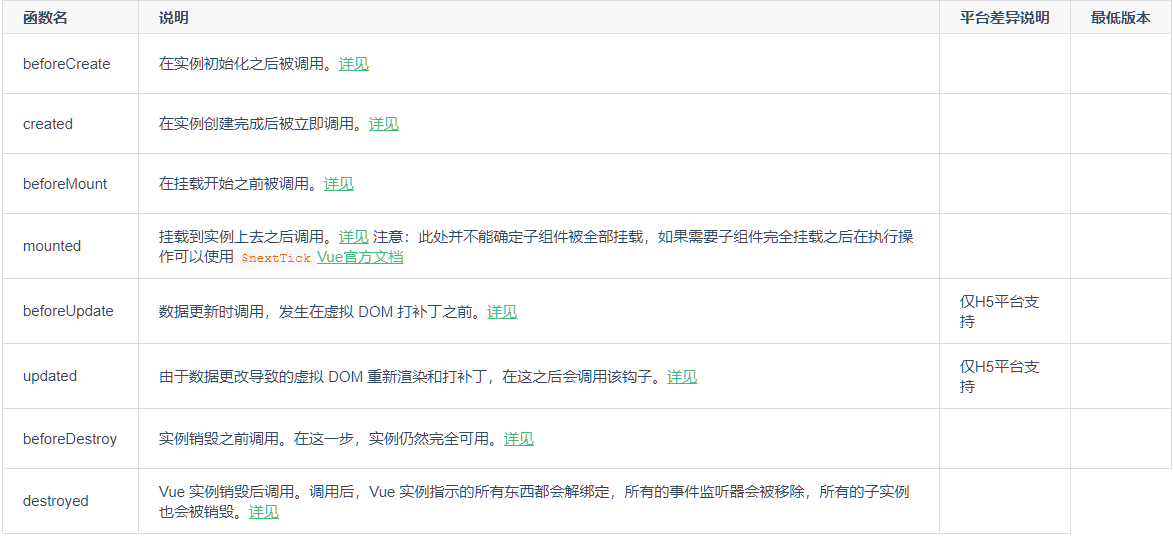 函数名 说明 平台差异说明 最低版本
beforeCreate 在实例初始化之后被调用。详见
created 在实例创建完成后被立即调用。详见
beforeMount 在挂载开始之前被调用。详见
mounted 挂载到实例上去之后调用。详见 注意：此处并不能确定子组件被全部挂载，如果需要子组件完全挂载之后在执行操
作可以使用 $nextTick Vue官方文档
beforeUpdate 数据更新时调用，发生在虚拟 DOM 打补丁之前。详见 仅H5平台支
持
updated 由于数据更改导致的虚拟 DOM 重新渲染和打补丁，在这之后会调用该钩子。详见 仅H5平台支
持
beforeDestroy 实例销毁之前调用。在这一步，实例仍然完全可用。详见
destroyed Vue 实例销毁后调用。调用后，Vue 实例指示的所有东西都会解绑定，所有的事件监听器会被移除，所有的子实例
也会被销毁。详见